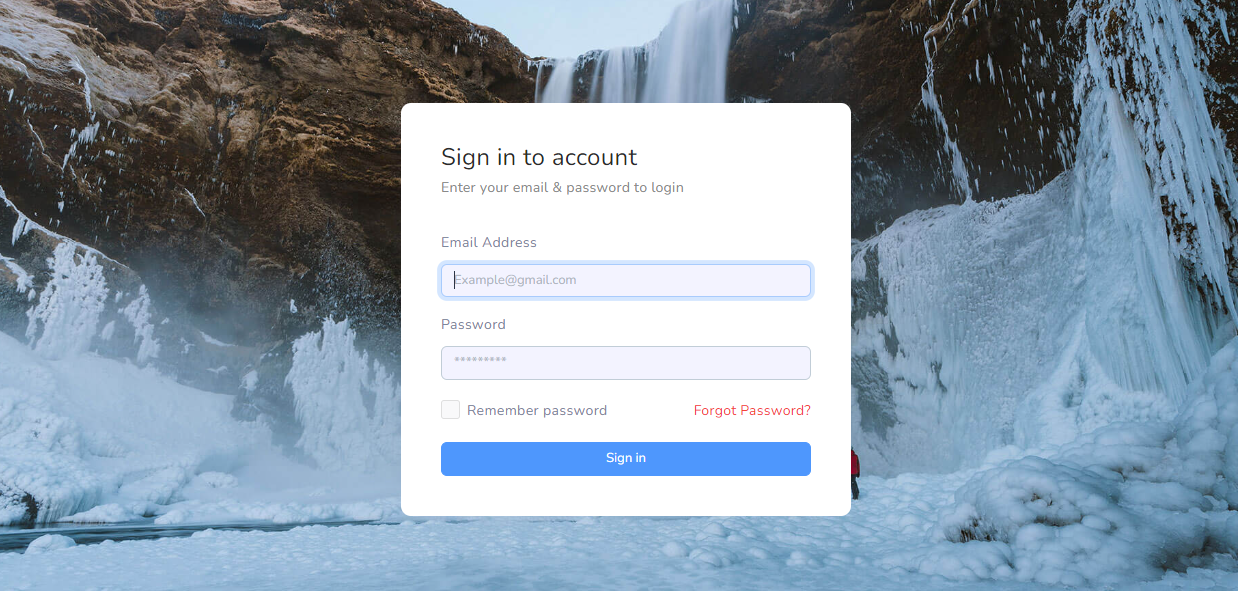 Sign in to account
Enter your email & password to login
Email Address
Example@gmail.com
Password
*********
Remember password Forgot Password?
Sign in